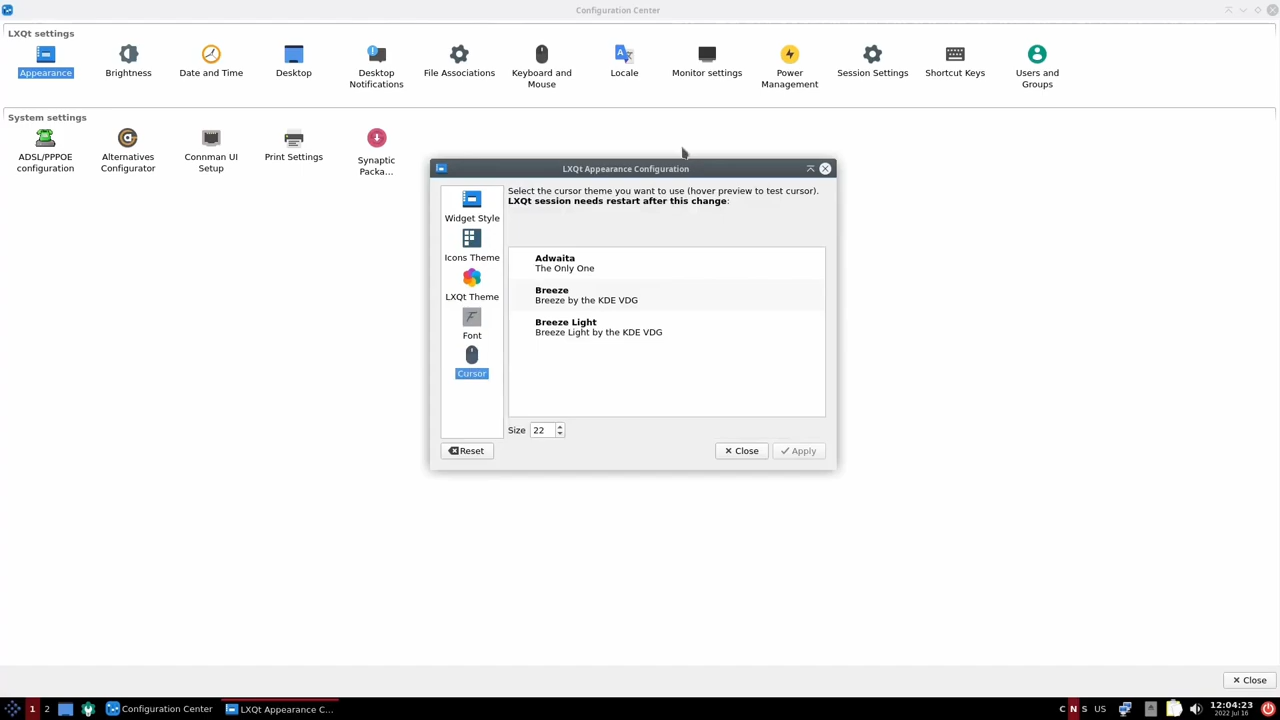 Configuration Center
LXQt settings
Appearance
Brightness
Date and Time
Desktop
Desktop
Notifications
File Associations
Keyboard and
Mouse
Locale
Monitor settings
Power
Management
Session Settings
Shortcut Keys
Users and
Groups
System settings
ADSL/PPPOE
configuration
Alternatives
Configurator
Connman UI
Setup
Print Settings
Synaptic
Packa...
LXQt Appearance Configuration
Widget Style
Icons Theme
LXQt Theme
Font
Cursor
Select the cursor theme you want to use (hover preview to test cursor).
LXQt session needs restart after this change:
Adwaita
The Only One
Breeze
Breeze by the KDE VDG
Breeze Light
Breeze Light by the KDE VDG
Size 22
Reset
Close
Apply
Close
1 2 Configuration Center LXQt Appearance C... C N S US 12:04:23
2022 Jul 16